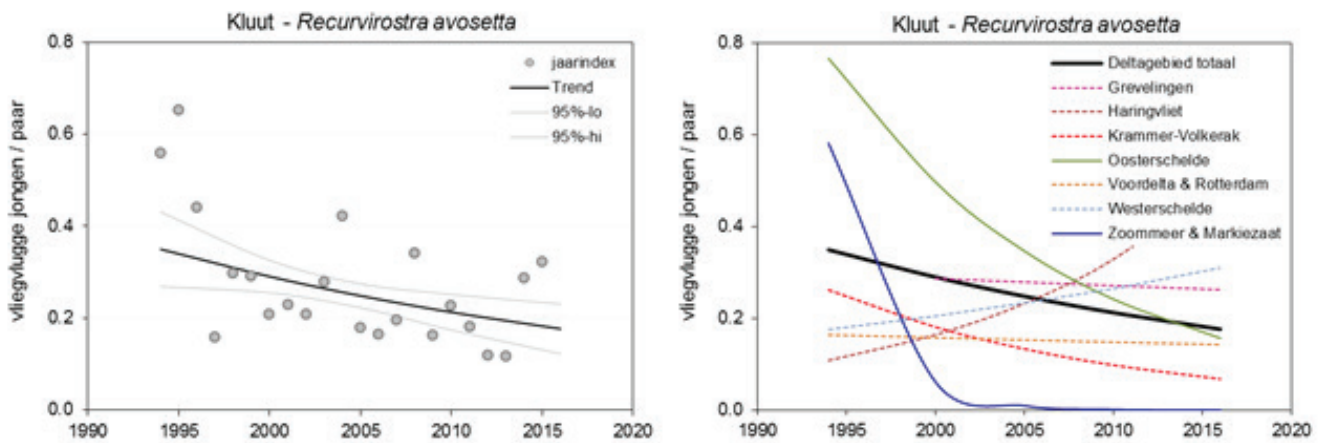 Kluut - Recurvirostra avosetta
0.8
0.6
0.4
0.2
0.0
vliegvlugge jongen / paar
jaarindex
Trend
95%-lo
95%-hi
1990 1995 2000 2005 2010 2015 2020
Kluut - Recurvirostra avosetta
0.8
0.6
0.4
0.2
0.0
vliegvlugge jongen / paar
Deltagebied totaal
Grevelingen
Haringvliet
Krammer-Volkerak
Oosterschelde
Voordelta & Rotterdam
Westerschelde
Zoommeer & Markiezaat
1990 1995 2000 2005 2010 2015 2020